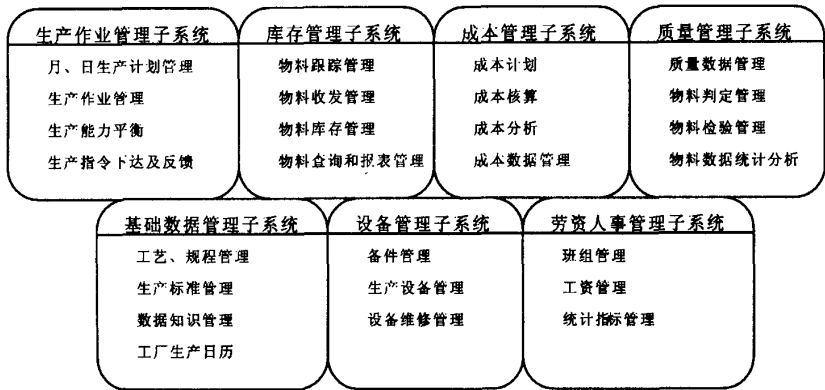 生产作业管理子系统
月、日生产计划管理
生产作业管理
生产能力平衡
生产指令下达及反馈
库存管理子系统
物料跟踪管理
物料收发管理
物料库存管理
物料查询和报表管理
成本管理子系统
成本计划
成本核算
成本分析
成本数据管理
质量管理子系统
质量数据管理
物料判定管理
物料检验管理
物料数据统计分析
基础数据管理子系统
工艺、规程管理
生产标准管理
数据知识管理
工厂生产日历
设备管理子系统
备件管理
生产设备管理
设备维修管理
劳资人事管理子系统
班组管理
工资管理
统计指标管理